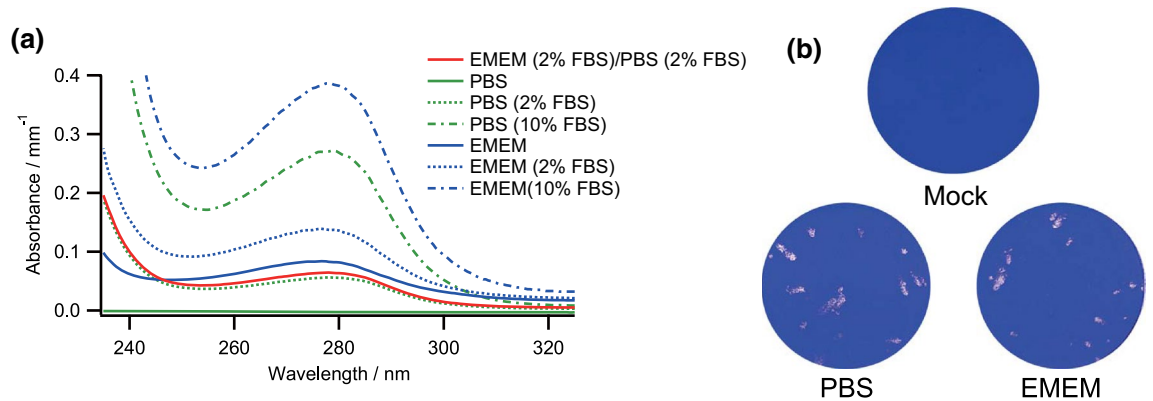 (a)
EMEM (2% FBS)/PBS (2% FBS)
PBS
PBS (2% FBS)
PBS (10% FBS)
EMEM
EMEM (2% FBS)
EMEM(10% FBS)
0.4
0.3
0.2
0.1
0.0
Absorbance / mm⁻¹
240 260 280 300 320
Wavelength / nm
(b)
Mock
PBS EMEM